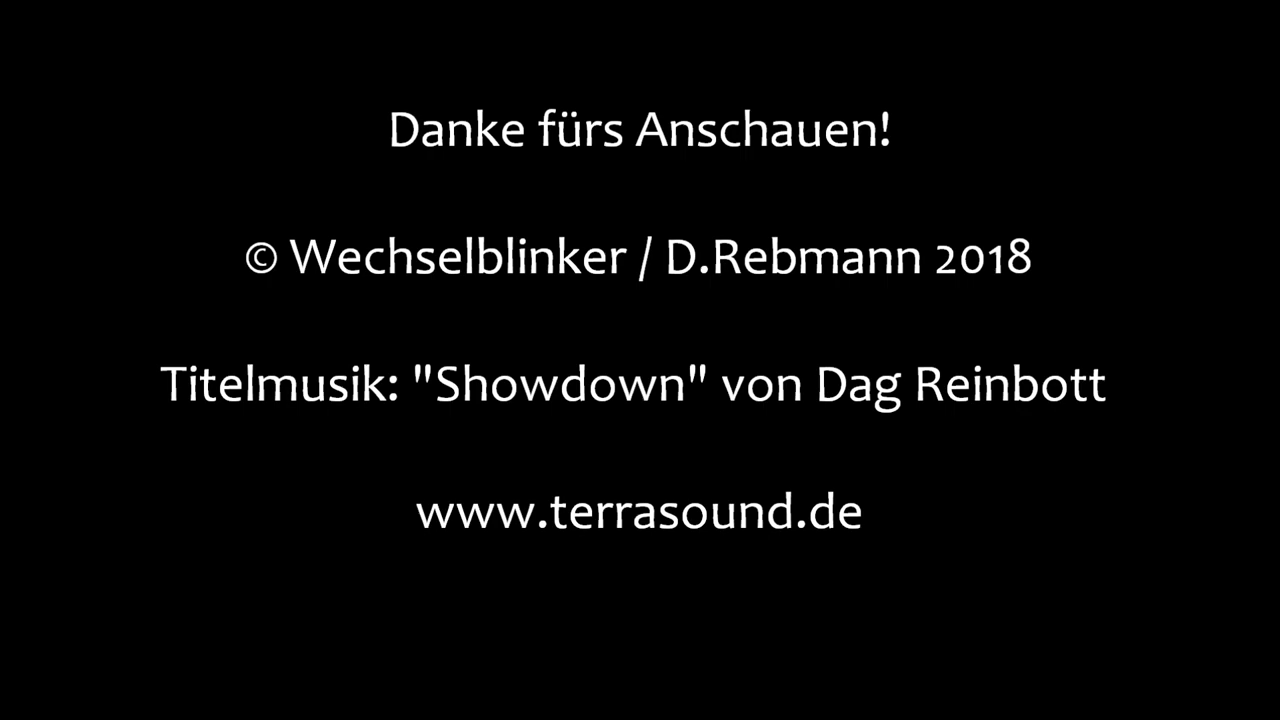 Danke fürs Anschauen!
© Wechselblinker / D.Rebmann 2018
Titelmusik: "Showdown" von Dag Reinbott
www.terrasound.de